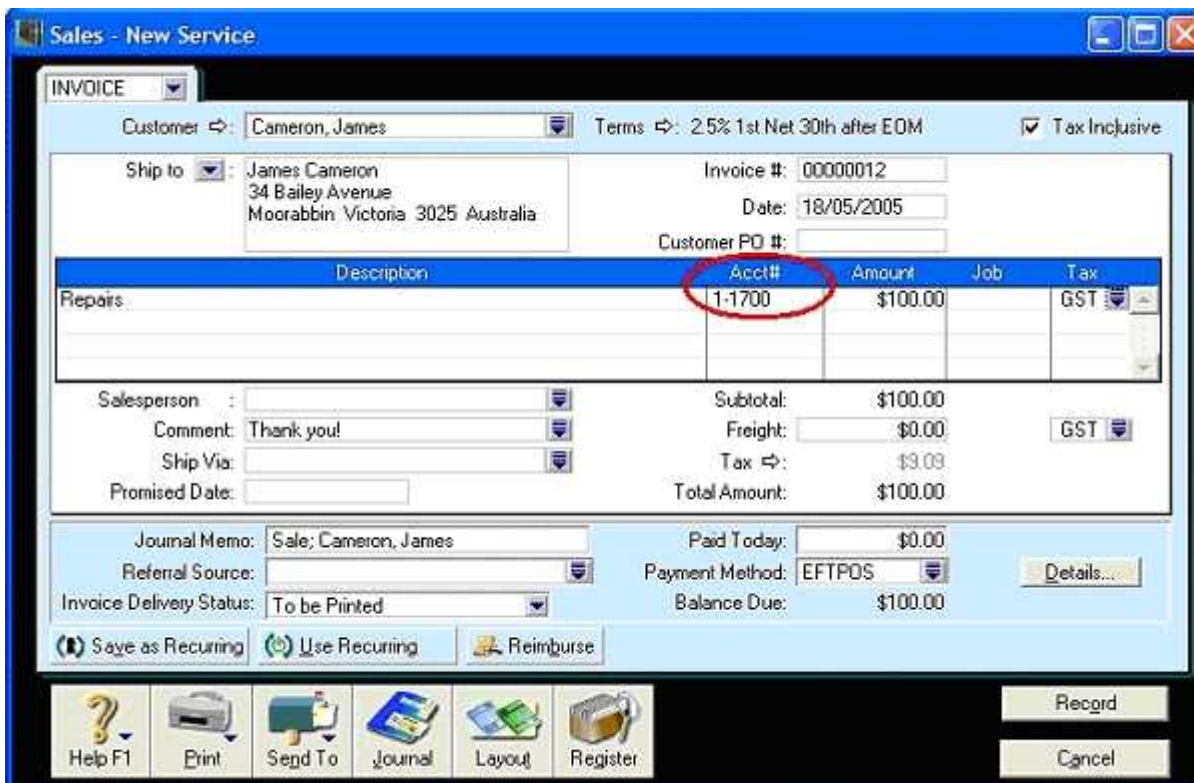 Sales - New Service
INVOICE
Customer ⇨: Cameron, James Terms ⇨: 2.5% 1st Net 30th after EOM Tax Inclusive
Ship to : James Cameron Invoice #: 00000012
34 Bailey Avenue
Moorabbin Victoria 3025 Australia Date: 18/05/2005
Customer PO #:
Description Acct# Amount Job Tax
Repairs 1-1700 $100.00 GST
Salesperson : Subtotal: $100.00
Comment: Thank you! Freight: $0.00 GST
Ship Via: Tax ⇨: $9.09
Promised Date: Total Amount: $100.00
Journal Memo: Sale; Cameron, James Paid Today: $0.00
Referral Source: Payment Method: EFTPOS Details...
Invoice Delivery Status: To be Printed Balance Due: $100.00
Save as Recurring Use Recurring Reimburse
Record
Help F1 Print Send To Journal Layout Register
Cancel